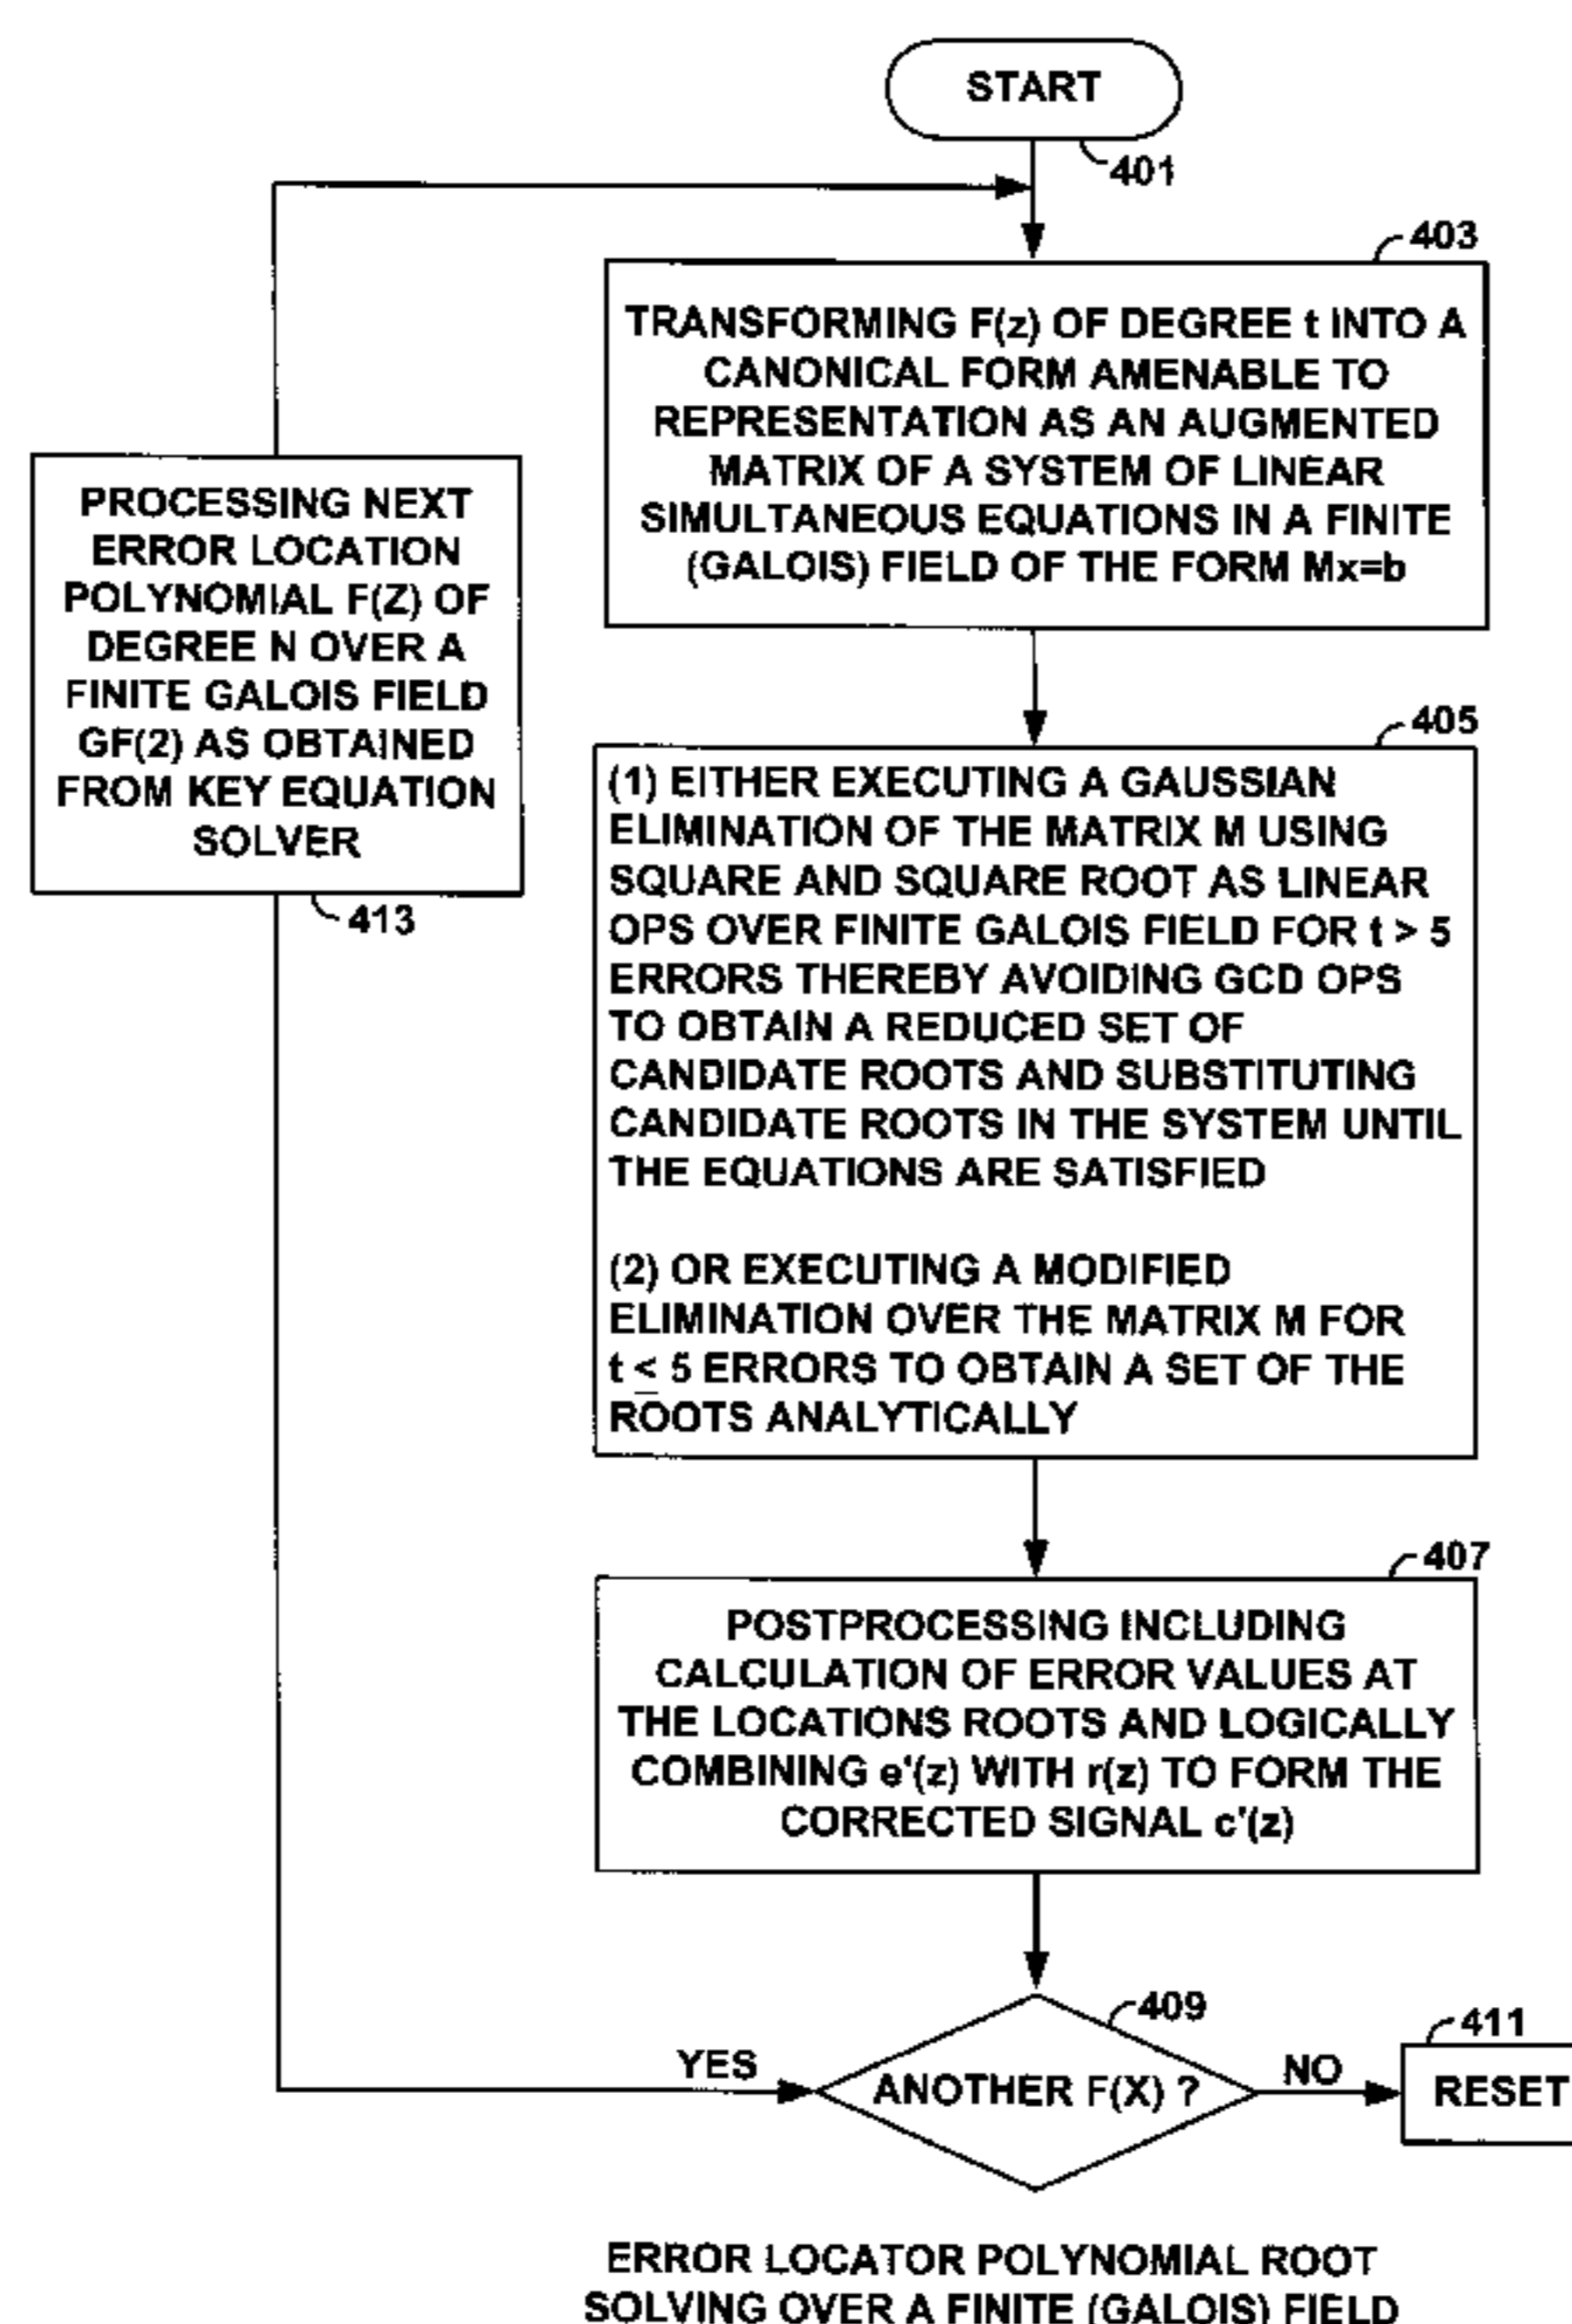 START
401
403
TRANSFORMING F(z) OF DEGREE t INTO A
CANONICAL FORM AMENABLE TO
REPRESENTATION AS AN AUGMENTED
MATRIX OF A SYSTEM OF LINEAR
SIMULTANEOUS EQUATIONS IN A FINITE
(GALOIS) FIELD OF THE FORM Mx=b
PROCESSING NEXT
ERROR LOCATION
POLYNOMIAL F(Z) OF
DEGREE N OVER A
FINITE GALOIS FIELD
GF(2) AS OBTAINED
FROM KEY EQUATION
SOLVER
413
405
(1) EITHER EXECUTING A GAUSSIAN
ELIMINATION OF THE MATRIX M USING
SQUARE AND SQUARE ROOT AS LINEAR
OPS OVER FINITE GALOIS FIELD FOR t > 5
ERRORS THEREBY AVOIDING GCD OPS
TO OBTAIN A REDUCED SET OF
CANDIDATE ROOTS AND SUBSTITUTING
CANDIDATE ROOTS IN THE SYSTEM UNTIL
THE EQUATIONS ARE SATISFIED
(2) OR EXECUTING A MODIFIED
ELIMINATION OVER THE MATRIX M FOR
t ≤ 5 ERRORS TO OBTAIN A SET OF THE
ROOTS ANALYTICALLY
407
POSTPROCESSING INCLUDING
CALCULATION OF ERROR VALUES AT
THE LOCATIONS ROOTS AND LOGICALLY
COMBINING e'(z) WITH r(z) TO FORM THE
CORRECTED SIGNAL c'(z)
409
411
YES
ANOTHER F(X) ?
NO
RESET
ERROR LOCATOR POLYNOMIAL ROOT
SOLVING OVER A FINITE (GALOIS) FIELD